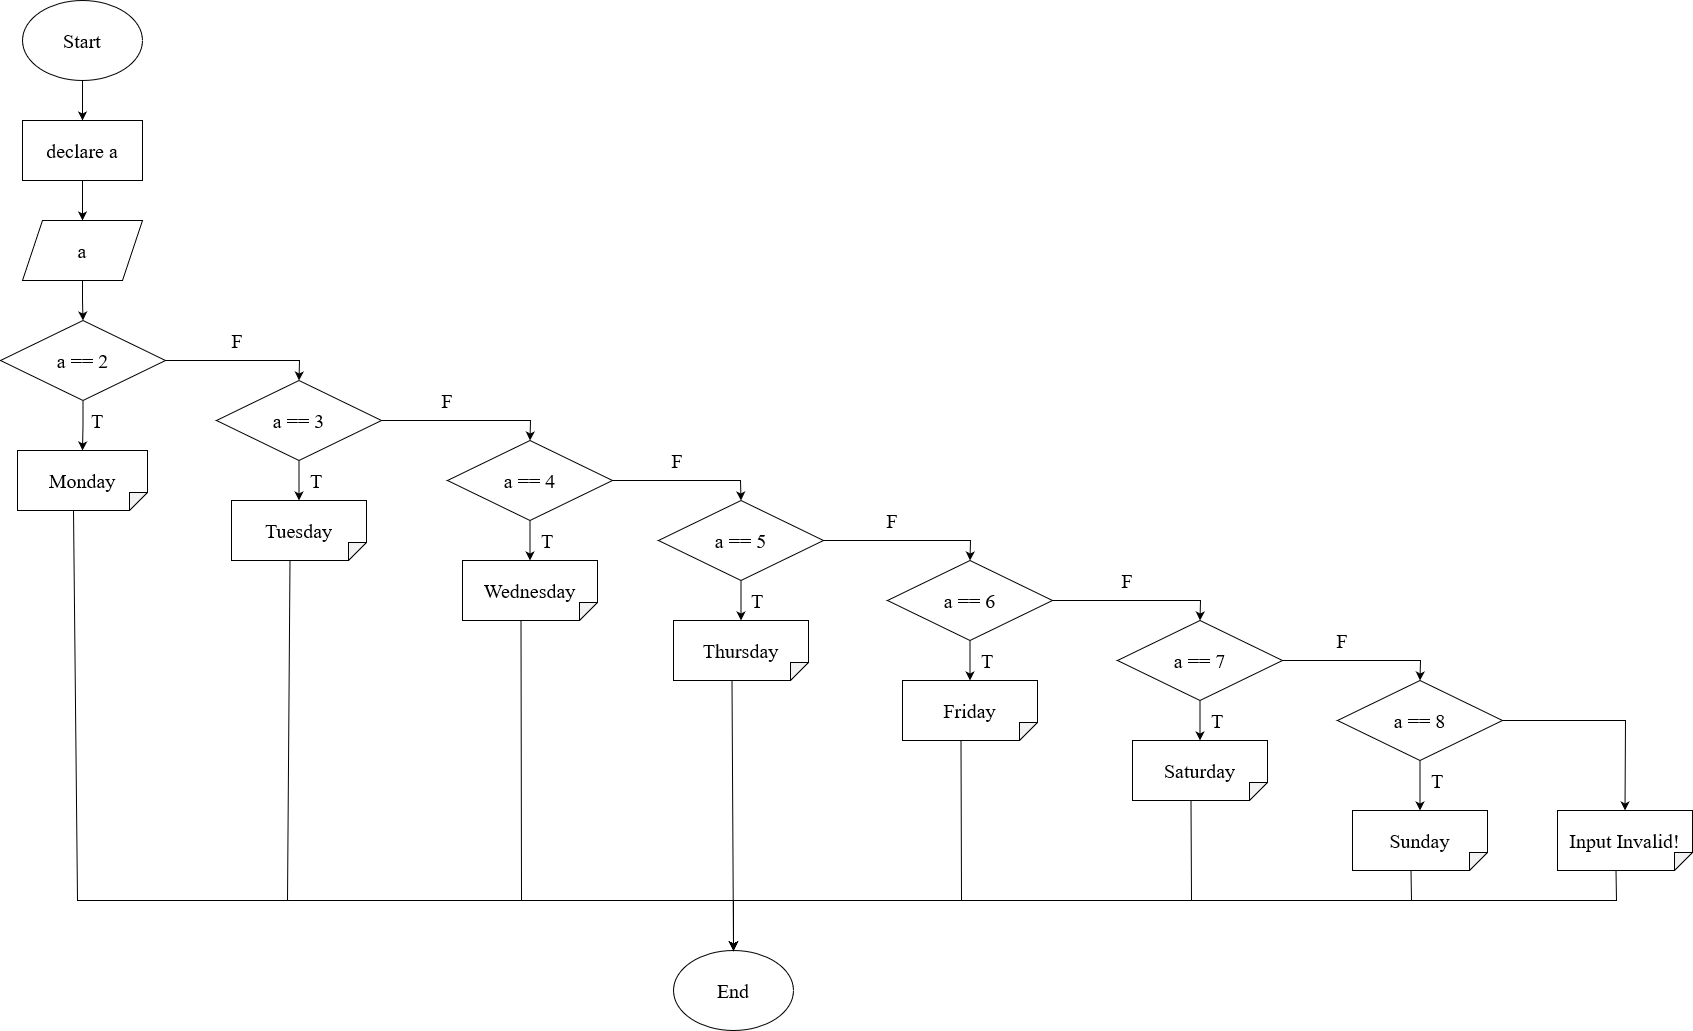 Start
declare a
a
a == 2
F
T
Monday
a == 3
F
T
Tuesday
a == 4
F
T
Wednesday
a == 5
F
T
Thursday
a == 6
F
T
Friday
a == 7
F
T
Saturday
a == 8
T
Sunday
Input Invalid!
End